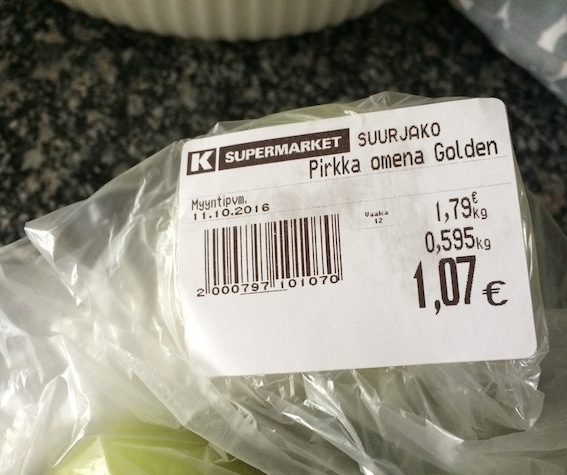 K SUPERMARKET SUURJAKO
Pirkka omena Golden
Myyntipvm.
11.10.2016
Vaaka
12
1,79 €/kg
0,595kg
1,07 €
2 000797 101070